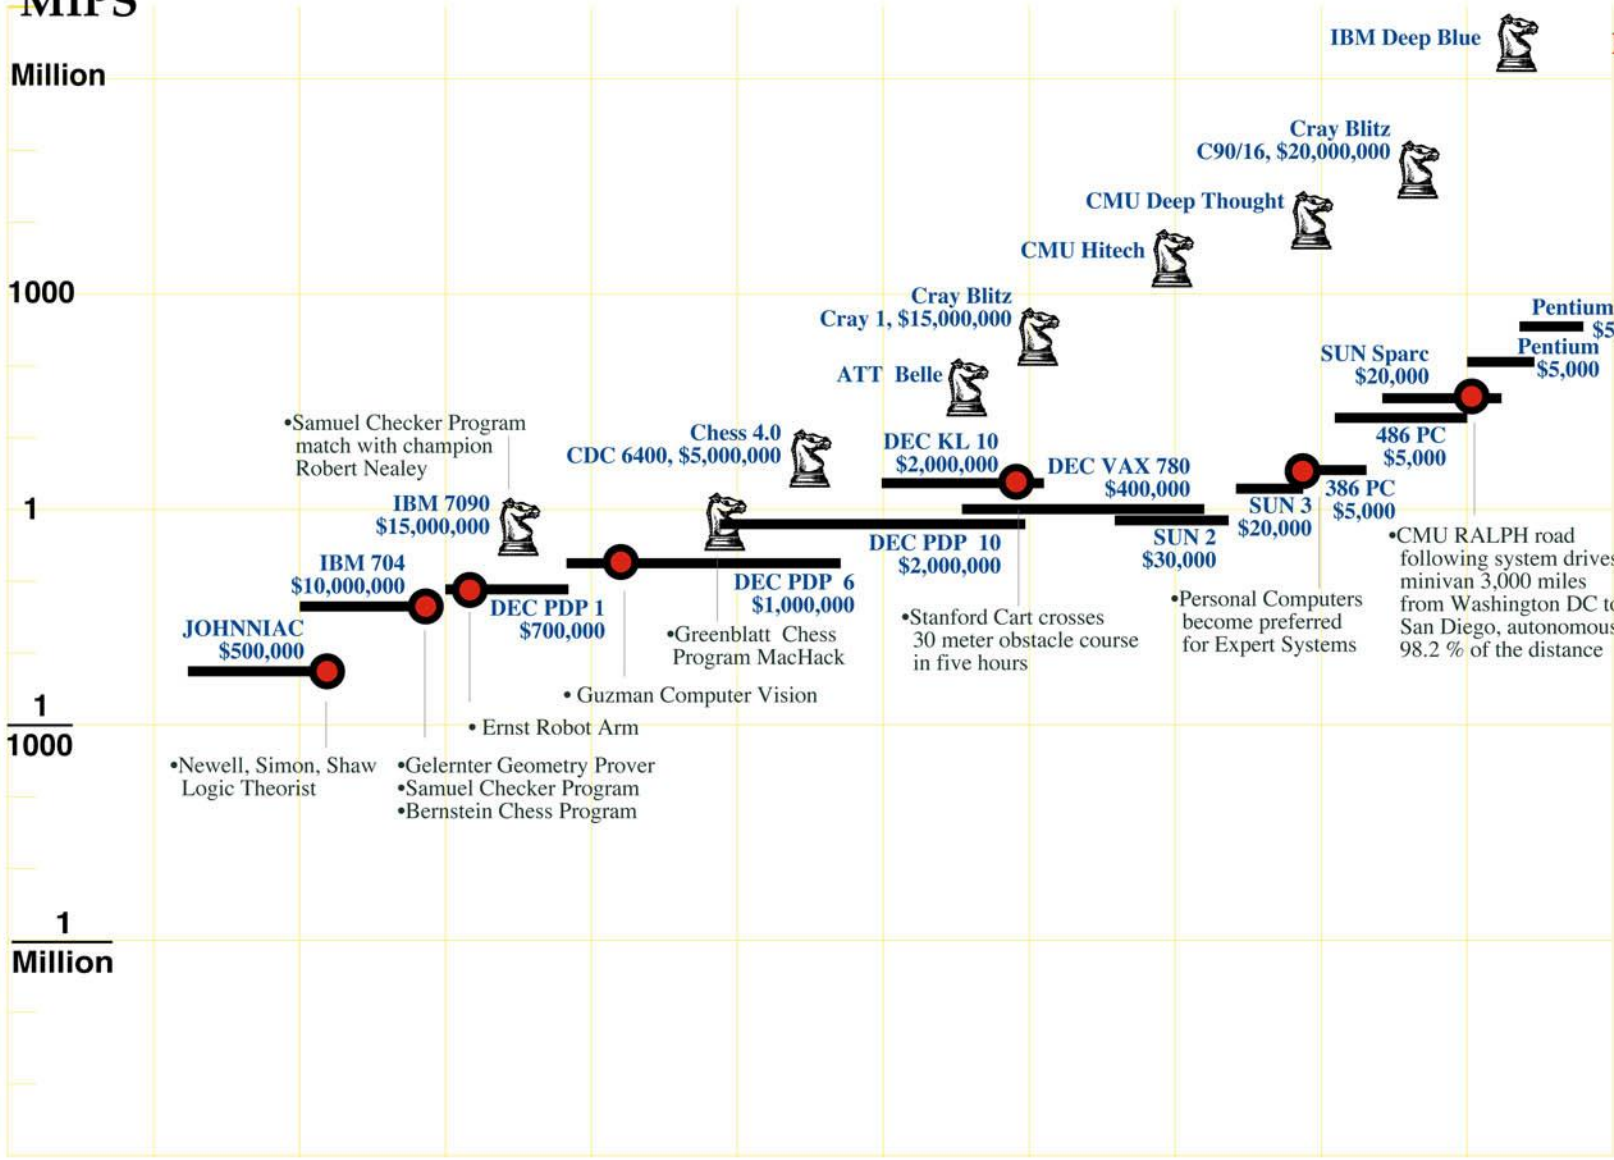 MIPS
Million
1000
1
1
1000
1
Million
IBM Deep Blue
Cray Blitz
C90/16, $20,000,000
CMU Deep Thought
CMU Hitech
Cray Blitz
Cray 1, $15,000,000
ATT Belle
Pentium
$5
Pentium
$5,000
SUN Sparc
$20,000
486 PC
$5,000
•Samuel Checker Program
match with champion
Robert Nealey
Chess 4.0
CDC 6400, $5,000,000
DEC KL 10
$2,000,000
DEC VAX 780
$400,000
IBM 7090
$15,000,000
386 PC
$5,000
SUN 3
$20,000
SUN 2
$30,000
DEC PDP 10
$2,000,000
IBM 704
$10,000,000
DEC PDP 6
$1,000,000
DEC PDP 1
$700,000
JOHNNIAC
$500,000
•CMU RALPH road
following system drives
minivan 3,000 miles
from Washington DC to
San Diego, autonomous
98.2 % of the distance
•Personal Computers
become preferred
for Expert Systems
•Stanford Cart crosses
30 meter obstacle course
in five hours
•Greenblatt Chess
Program MacHack
• Guzman Computer Vision
• Ernst Robot Arm
•Newell, Simon, Shaw
Logic Theorist
•Gelernter Geometry Prover
•Samuel Checker Program
•Bernstein Chess Program